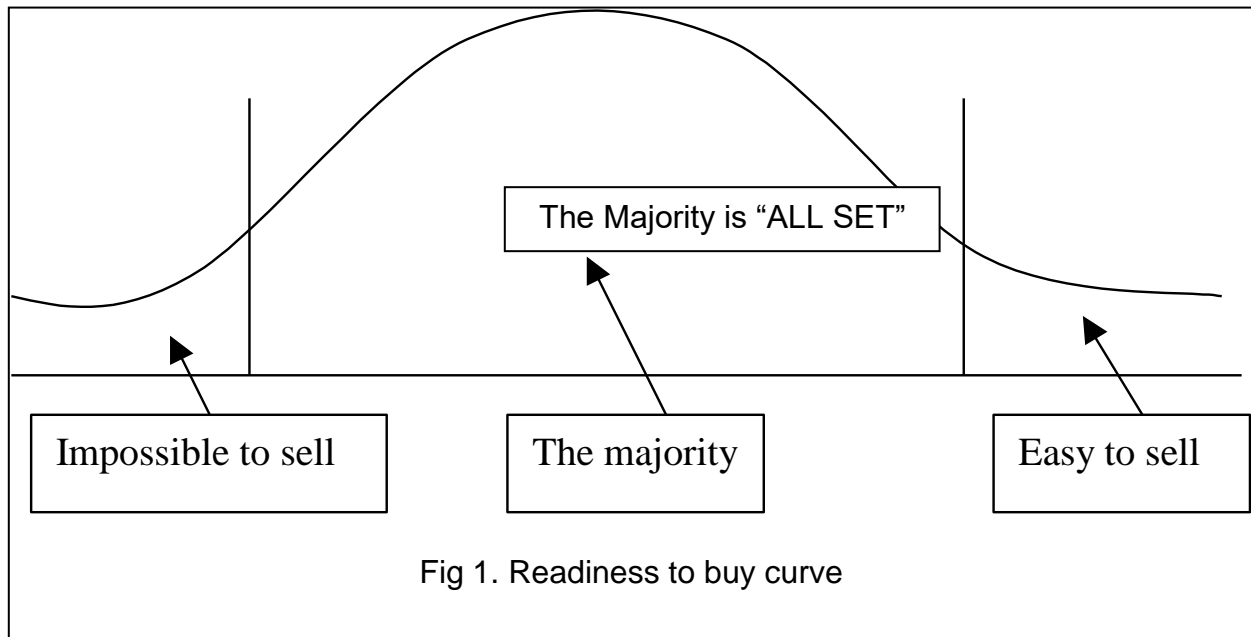 The Majority is “ALL SET”
Impossible to sell
The majority
Easy to sell
Fig 1. Readiness to buy curve